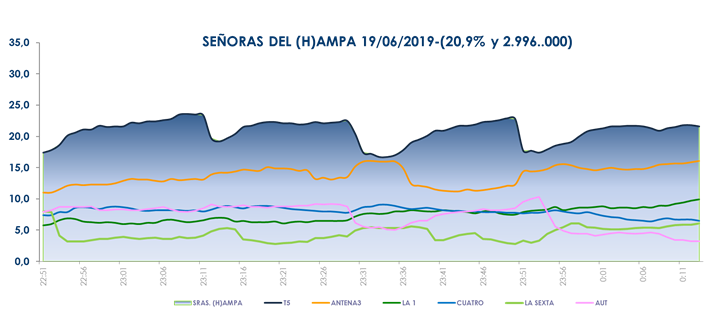 SEÑORAS DEL (H)AMPA 19/06/2019-(20,9% y 2.996..000)
35,0
30,0
25,0
20,0
15,0
10,0
5,0
0,0
22:51 22:56 23:01 23:06 23:11 23:16 23:21 23:26 23:31 23:36 23:41 23:46 23:51 23:56 0:01 0:06 0:11
SRAS. (H)AMPA T5 ANTENA3 LA 1 CUATRO LA SEXTA AUT